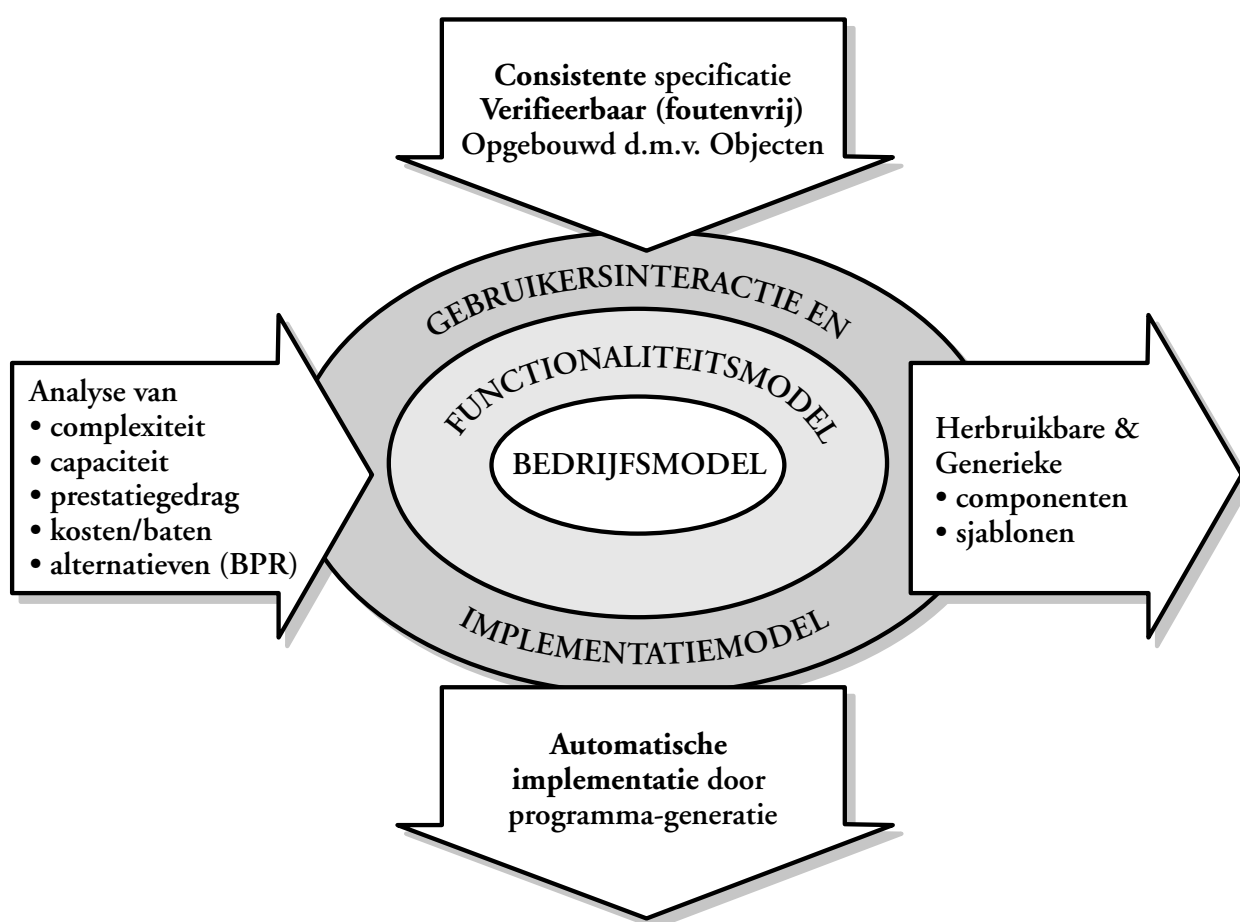 Consistente specificatie
Verifieerbaar (foutenvrij)
Opgebouwd d.m.v. Objecten
GEBRUIKERSINTERACTIE EN
FUNCTIONALITEITSMODEL
BEDRIJFSMODEL
IMPLEMENTATIEMODEL
Analyse van
• complexiteit
• capaciteit
• prestatiegedrag
• kosten/baten
• alternatieven (BPR)
Herbruikbare &
Generieke
• componenten
• sjablonen
Automatische
implementatie door
programma-generatie